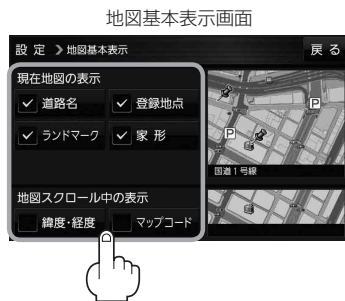 地図基本表示画面
設 定 ❯ 地図基本表示
戻 る
現在地図の表示
道路名
登録地点
ランドマーク
家 形
P
P
国道1号線
地図スクロール中の表示
緯度・経度
マップコード